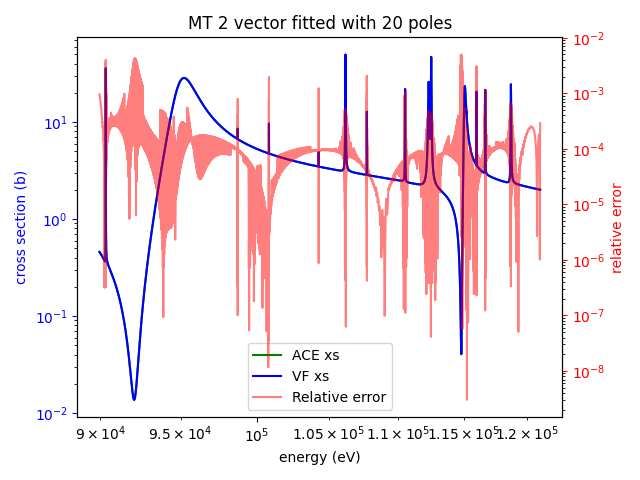 MT 2 vector fitted with 20 poles
cross section (b)
10¹
10⁰
10⁻¹
10⁻²
10⁻²
10⁻³
10⁻⁴
10⁻⁵
10⁻⁶
10⁻⁷
10⁻⁸
relative error
ACE xs
VF xs
Relative error
9 × 10⁴ 9.5 × 10⁴ 10⁵ 1.05 × 10⁵ 1.1 × 10⁵ 1.15 × 10⁵ 1.2 × 10⁵
energy (eV)